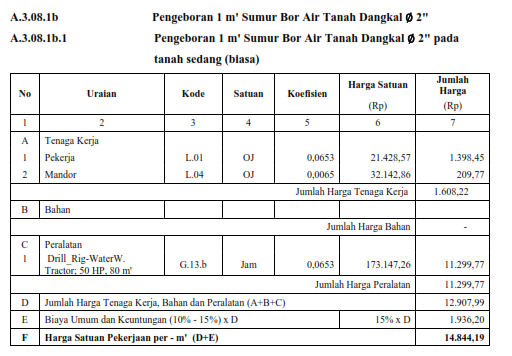 A.3.08.1b Pengeboran 1 m' Sumur Bor Air Tanah Dangkal Ø 2"
A.3.08.1b.1 Pengeboran 1 m' Sumur Bor Air Tanah Dangkal Ø 2" pada
tanah sedang (biasa)
No Uraian Kode Satuan Koefisien Harga Satuan (Rp) Jumlah Harga (Rp)
1 2 3 4 5 6 7
A Tenaga Kerja
1 Pekerja L.01 OJ 0,0653 21.428,57 1.398,45
2 Mandor L.04 OJ 0,0065 32.142,86 209,77
Jumlah Harga Tenaga Kerja 1.608,22
B Bahan
Jumlah Harga Bahan -
C Peralatan
1 Drill_Rig-WaterW.
Tractor; 50 HP, 80 m' G.13.b Jam 0,0653 173.147,26 11.299,77
Jumlah Harga Peralatan 11.299,77
D Jumlah Harga Tenaga Kerja, Bahan dan Peralatan (A+B+C) 12.907,99
E Biaya Umum dan Keuntungan (10% - 15%) x D 15% x D 1.936,20
F Harga Satuan Pekerjaan per - m' (D+E) 14.844,19